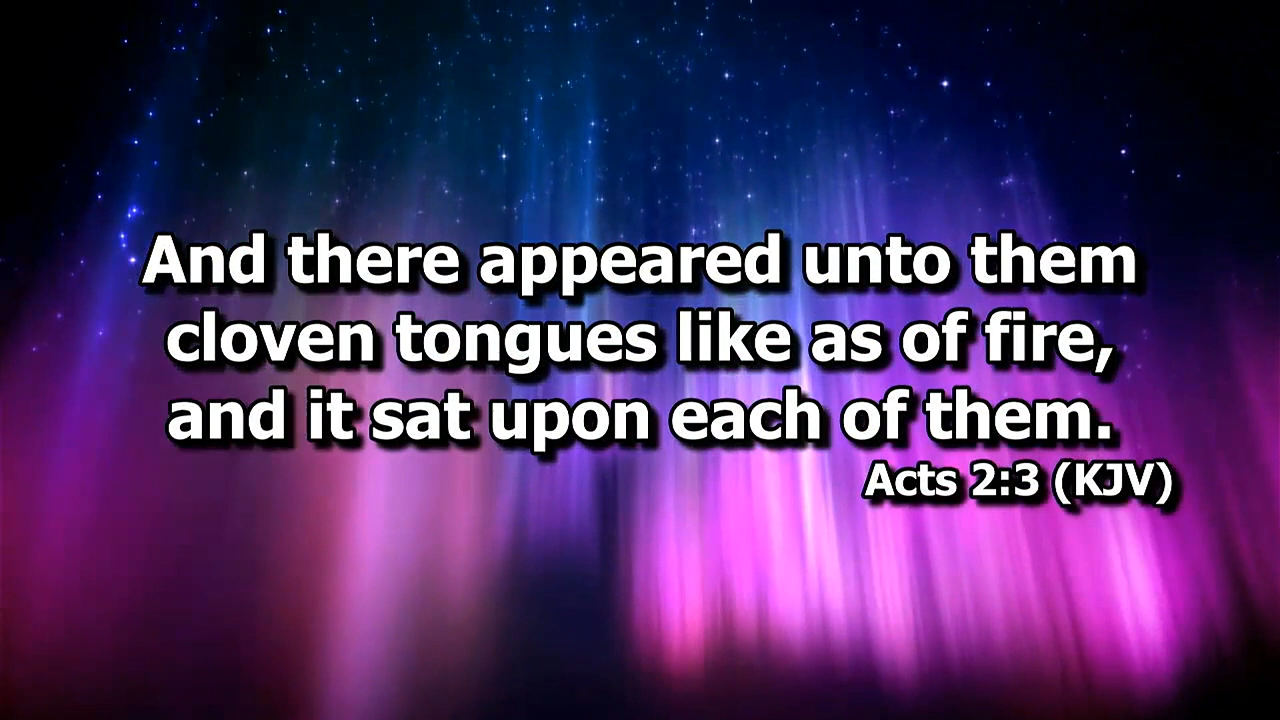 And there appeared unto them
cloven tongues like as of fire,
and it sat upon each of them.
Acts 2:3 (KJV)